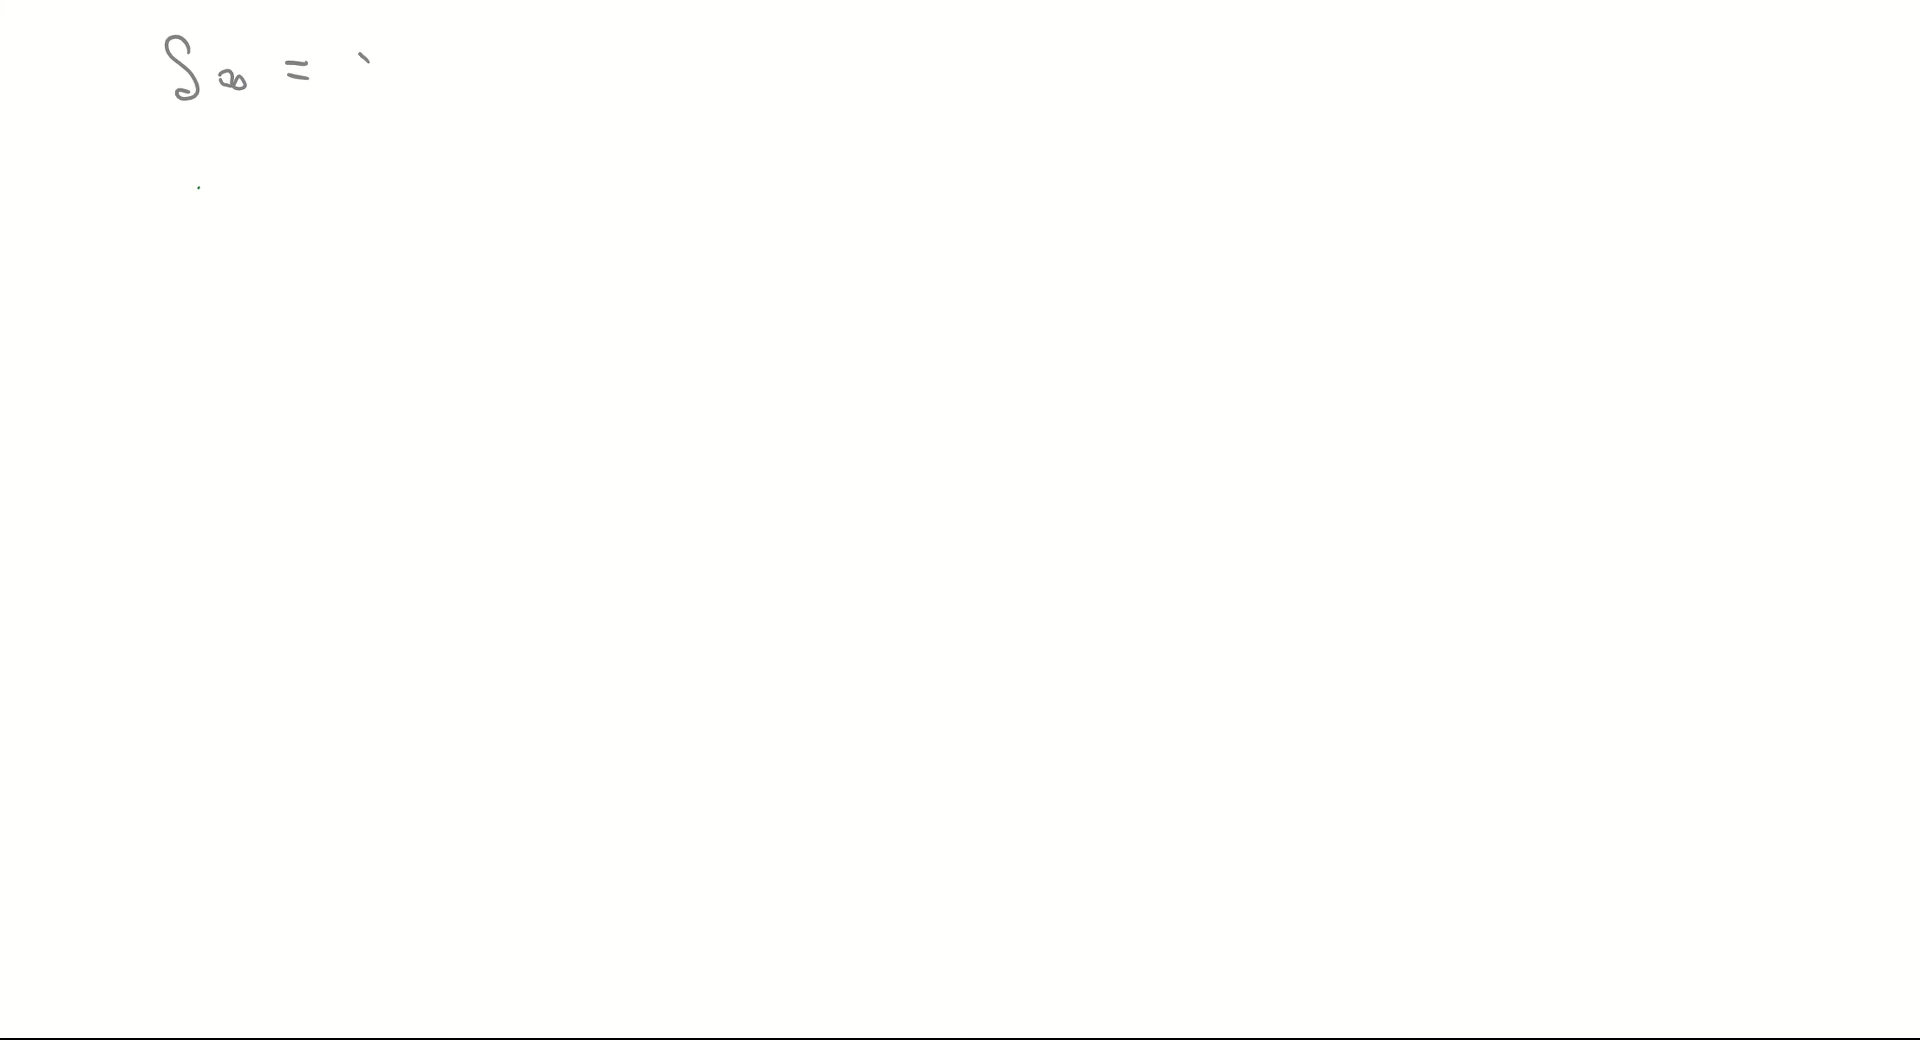 S∞ =